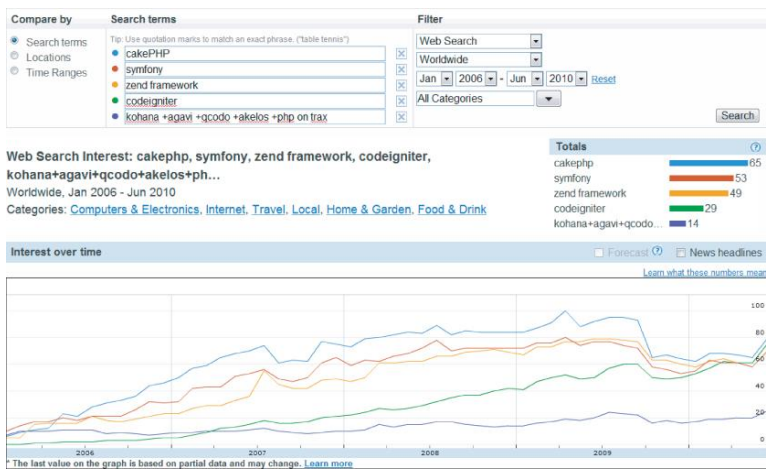 Compare by Search terms Filter
Search terms
Locations
Time Ranges
Tip: Use quotation marks to match an exact phrase. ("table tennis")
cakePHP
symfony
zend framework
codeigniter
kohana +agavi +qcodo +akelos +php on trax
Web Search
Worldwide
Jan 2006 - Jun 2010 Reset
All Categories
Search
Web Search Interest: cakephp, symfony, zend framework, codeigniter,
kohana+agavi+qcodo+akelos+ph...
Worldwide, Jan 2006 - Jun 2010
Categories: Computers & Electronics, Internet, Travel, Local, Home & Garden, Food & Drink
Totals
cakephp 65
symfony 53
zend framework 49
codeigniter 29
kohana+agavi+qcodo... 14
Interest over time Forecast News headlines
Learn what these numbers mean
100
80
60
40
20
0
2006 2007 2008 2009
* The last value on the graph is based on partial data and may change. Learn more